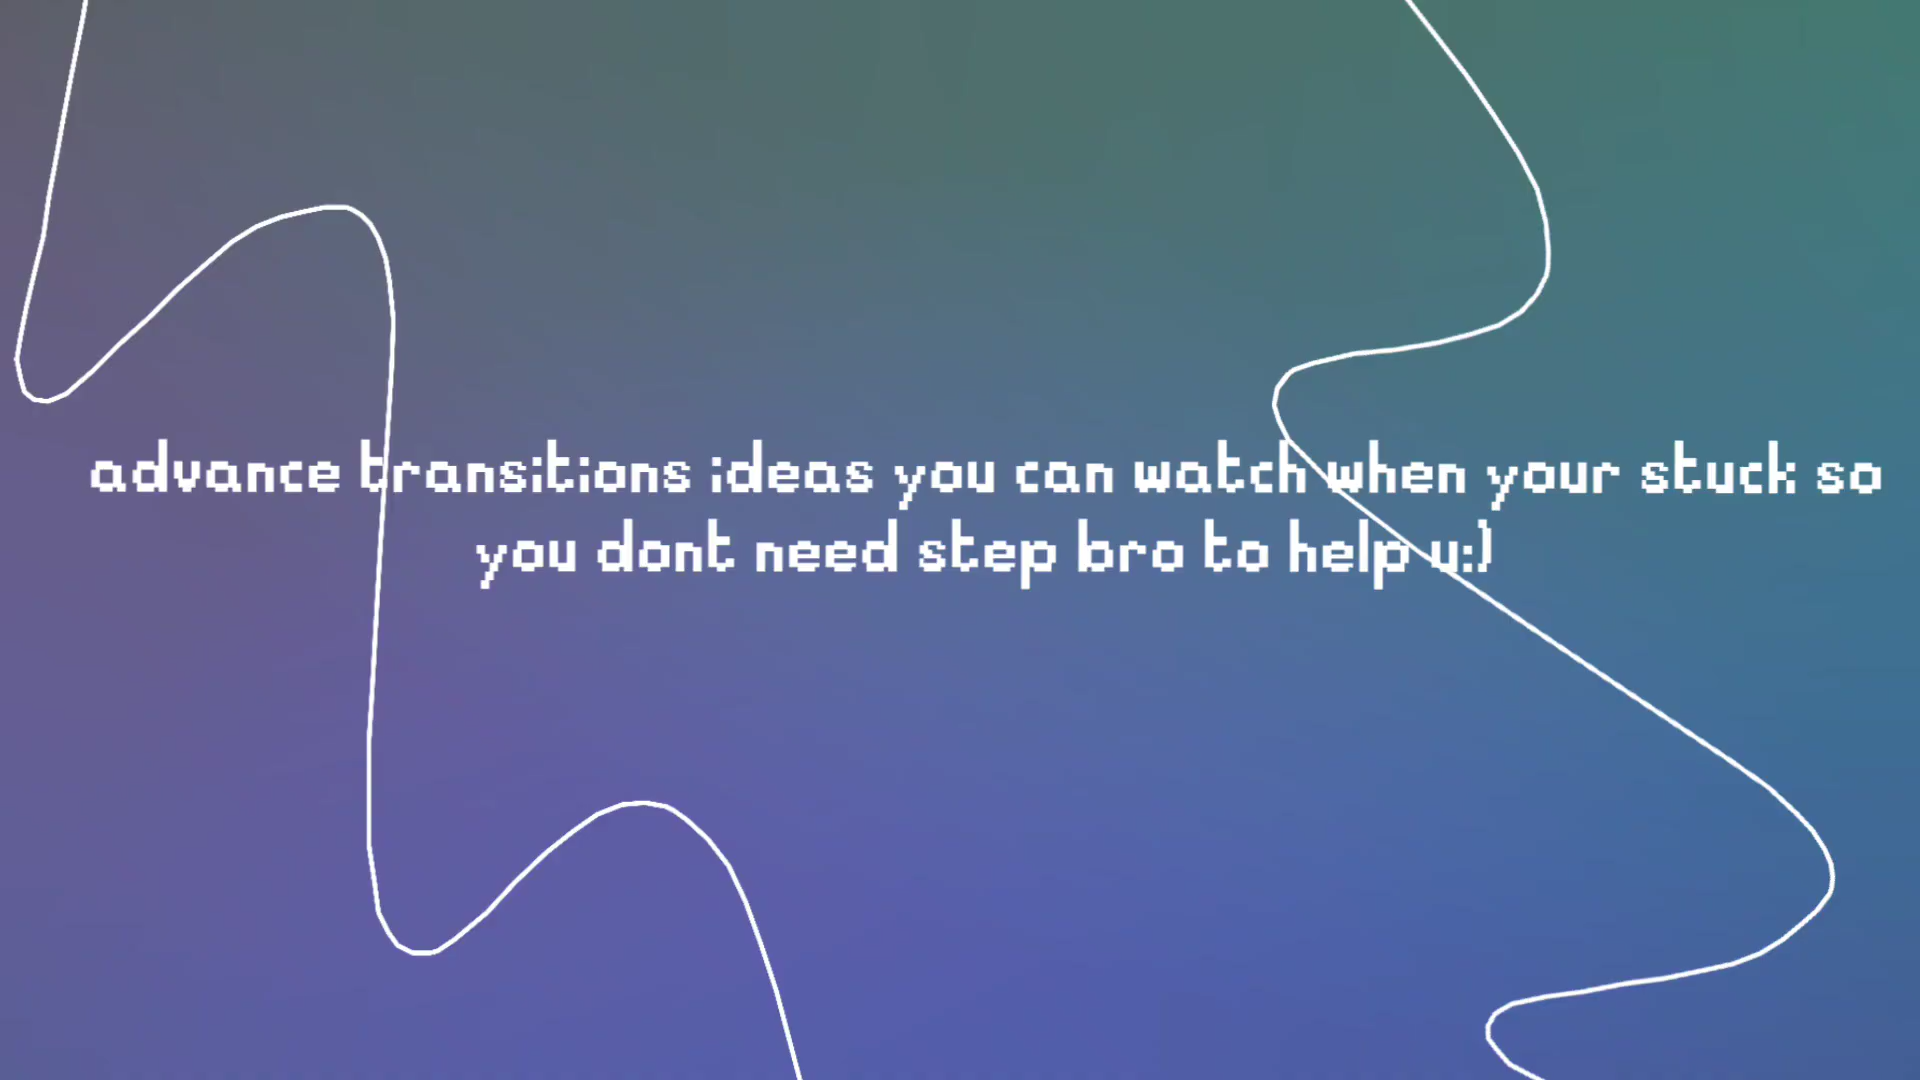 advance transitions ideas you can watch when your stuck so
you dont need step bro to help u:)